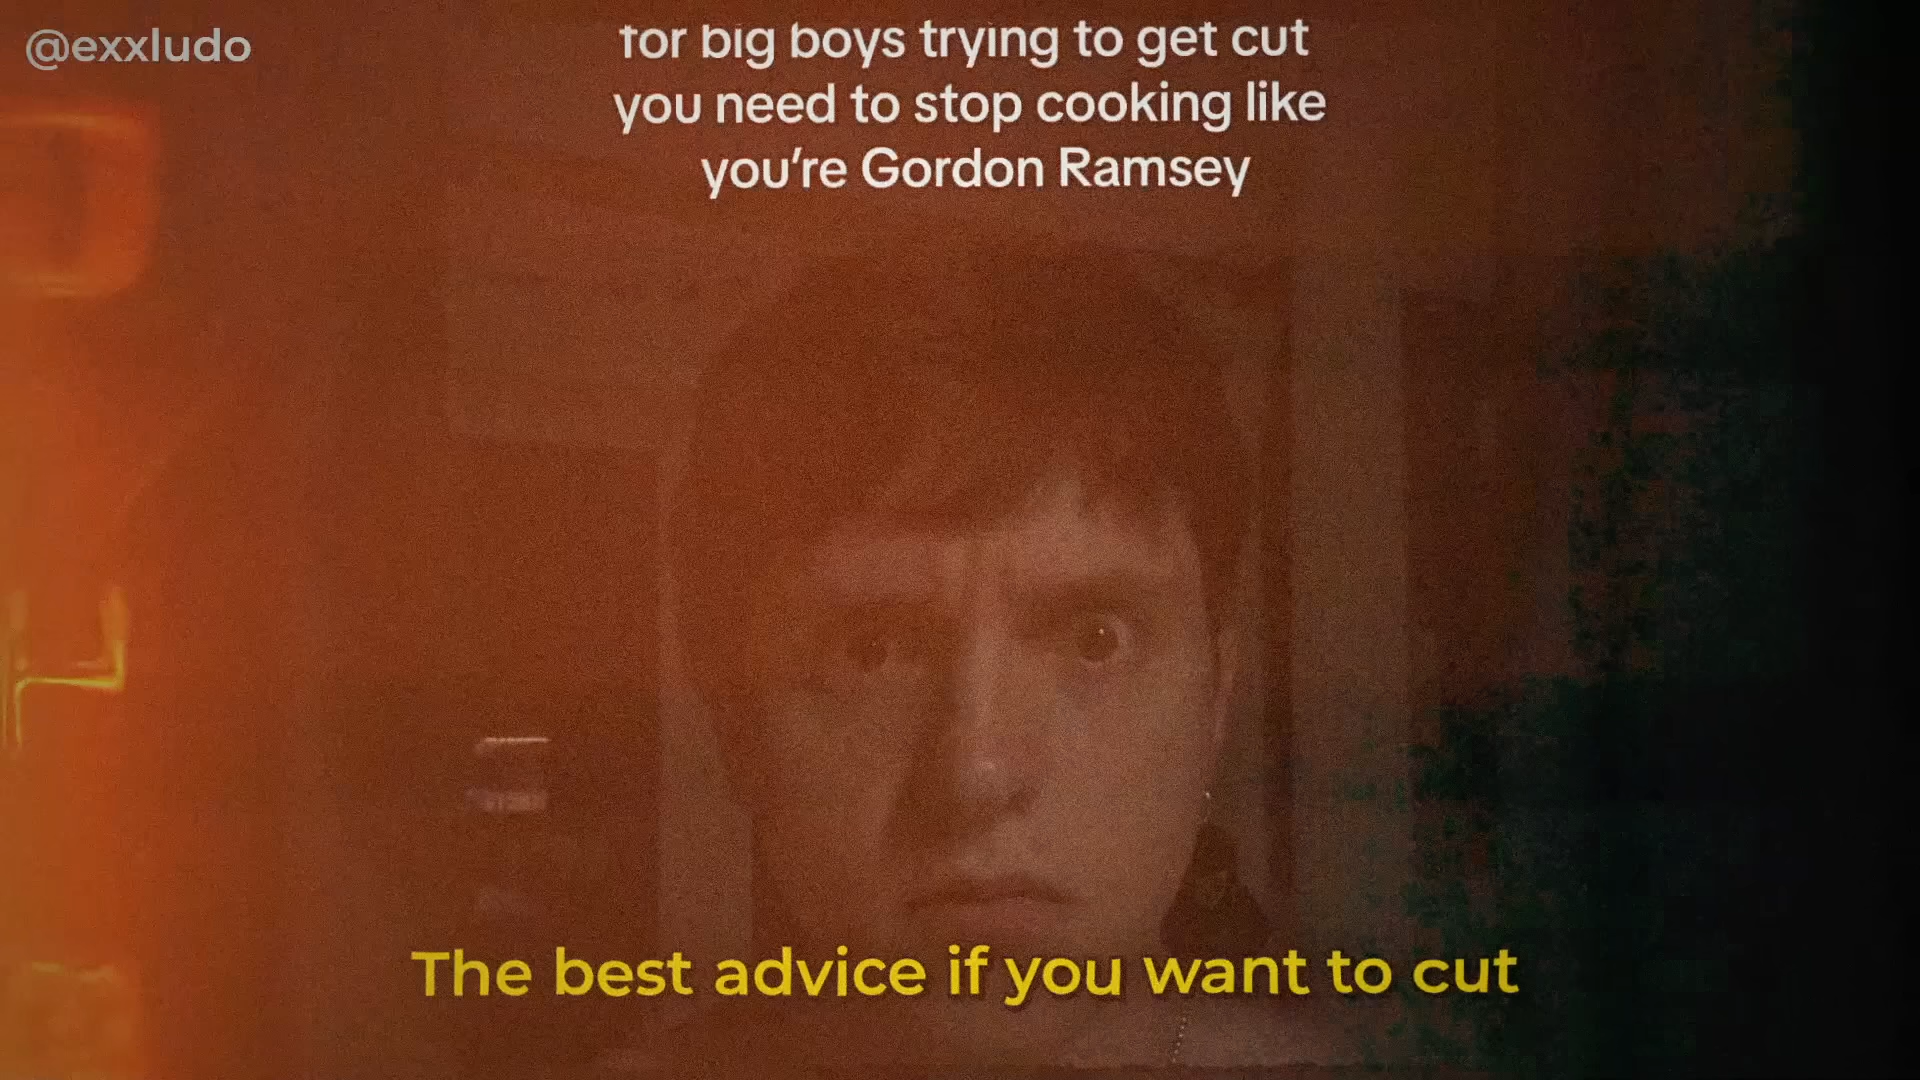 @exxludo
for big boys trying to get cut
you need to stop cooking like
you're Gordon Ramsey
The best advice if you want to cut